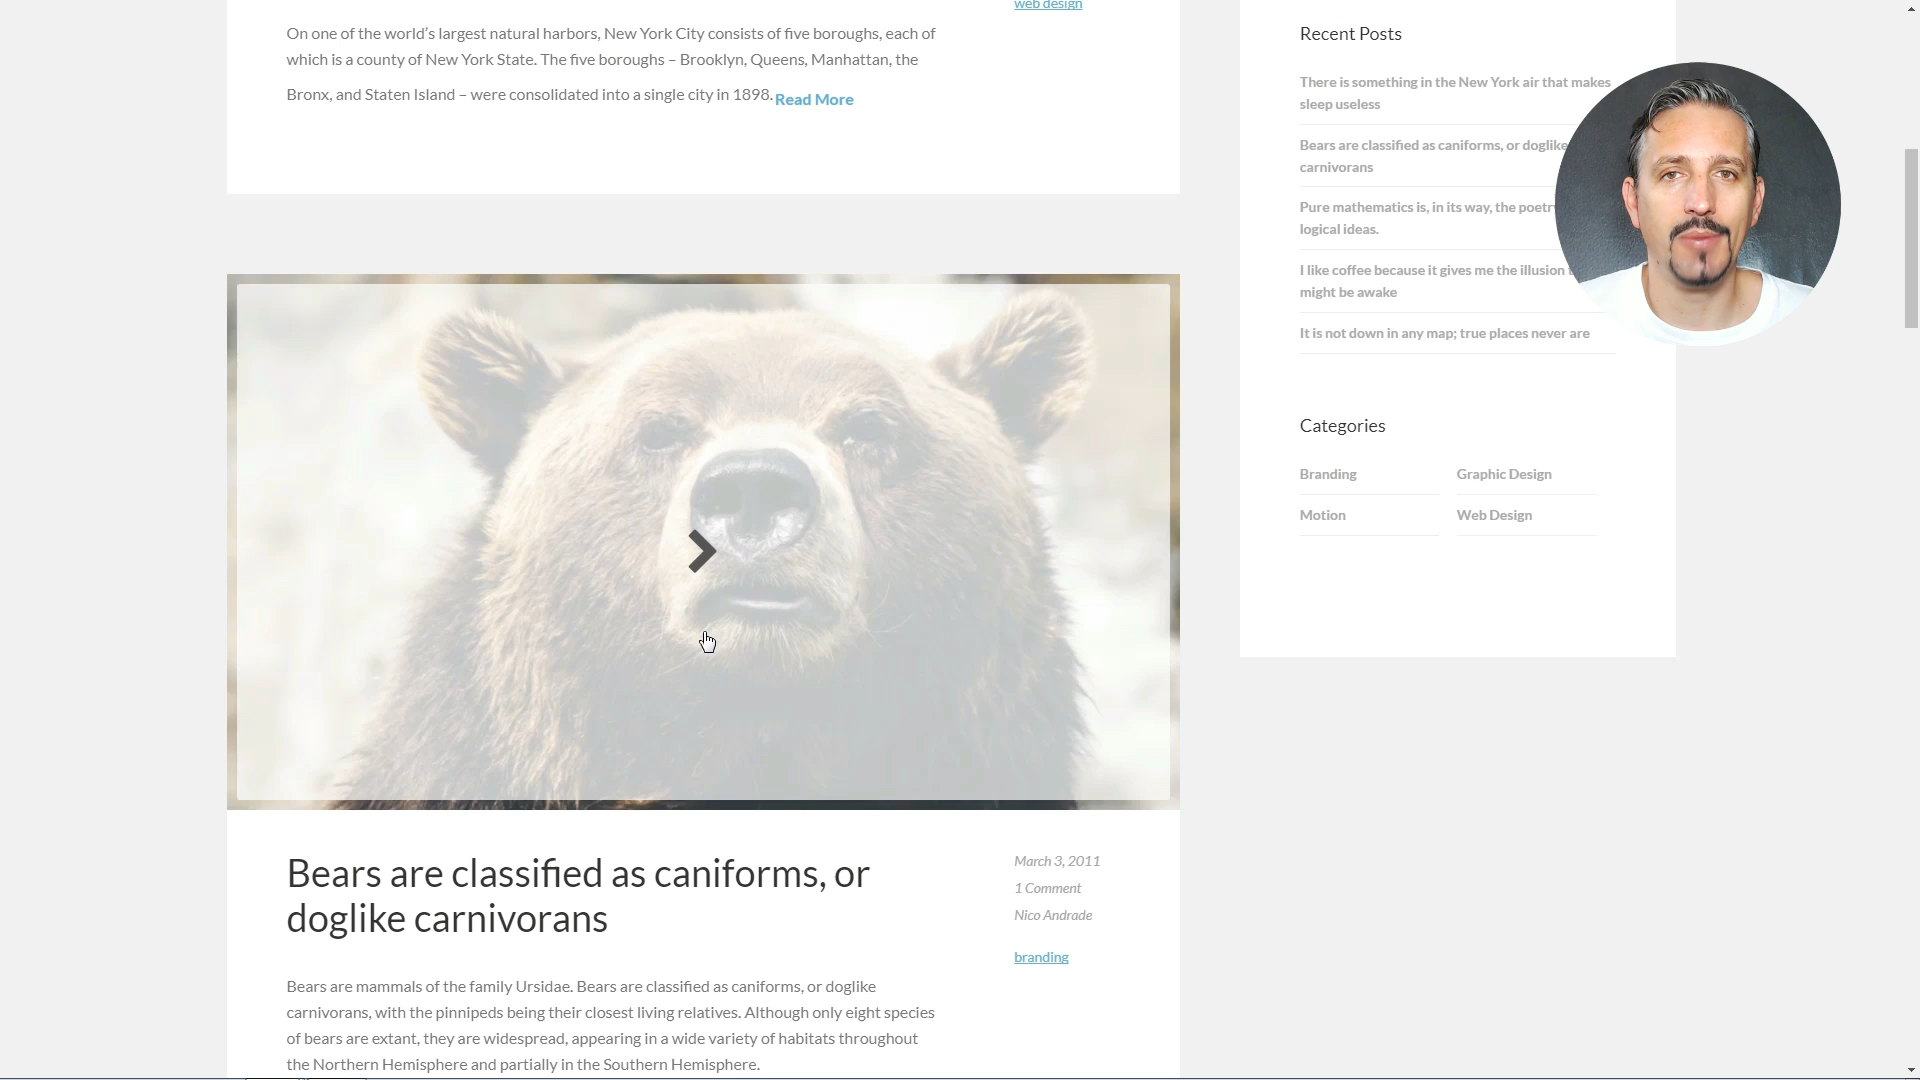 web design
On one of the world's largest natural harbors, New York City consists of five boroughs, each of
which is a county of New York State. The five boroughs – Brooklyn, Queens, Manhattan, the
Bronx, and Staten Island – were consolidated into a single city in 1898. Read More
Bears are classified as caniforms, or
doglike carnivorans
Bears are mammals of the family Ursidae. Bears are classified as caniforms, or doglike
carnivorans, with the pinnipeds being their closest living relatives. Although only eight species
of bears are extant, they are widespread, appearing in a wide variety of habitats throughout
the Northern Hemisphere and partially in the Southern Hemisphere.
March 3, 2011
1 Comment
Nico Andrade
branding
Recent Posts
There is something in the New York air that makes
sleep useless
Bears are classified as caniforms, or doglike
carnivorans
Pure mathematics is, in its way, the
logical ideas.
I like coffee because it gives me the illusion
might be awake
It is not down in any map; true places never are
Categories
Branding
Graphic Design
Motion
Web Design